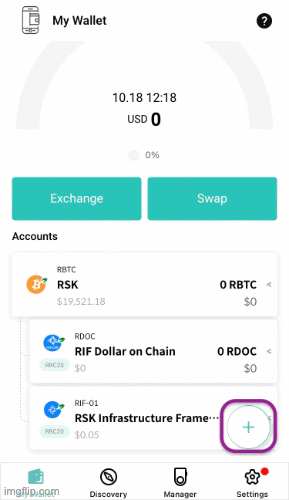 My Wallet
?
10.18 12:18
USD 0
0%
Exchange
Swap
Accounts
RBTC
RSK
0 RBTC
<
$19,521.18
$0
RDOC
RIF Dollar on Chain
0 RDOC
<
RRC20
$0
$0
RIF-01
RSK Infrastructure Frame···
RRC20
$0.05
+
My Wallet
Discovery
Manager
Settings
imgflip.com